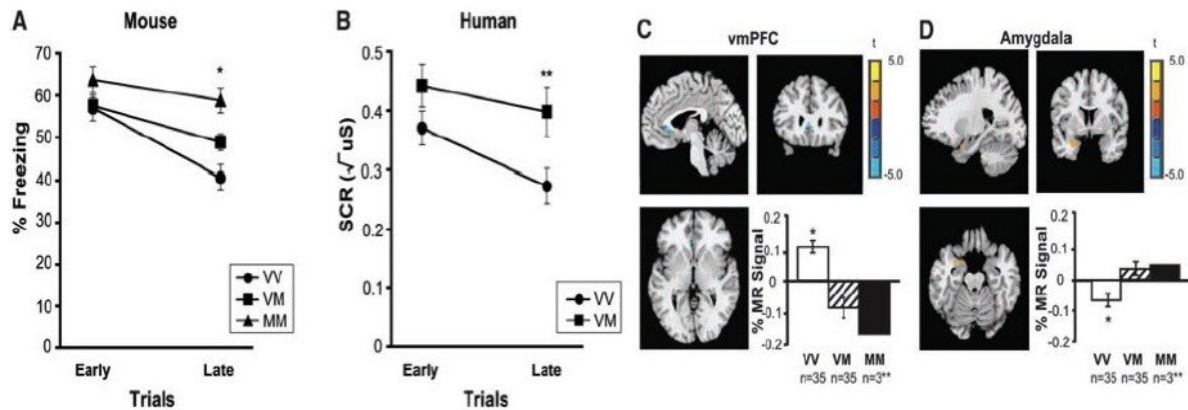 A
Mouse
% Freezing
70
60
50
40
30
20
10
0
*
VV
VM
MM
Early
Late
Trials
B
Human
SCR (√ uS)
0.5
0.4
0.3
0.2
0.1
0
**
VV
VM
Early
Late
Trials
C
vmPFC
t
5.0
-5.0
% MR Signal
0.2
0.1
0
-0.1
-0.2
*
VV
VM
MM
n=35
n=35
n=3**
D
Amygdala
t
5.0
-5.0
% MR Signal
0.2
0.1
0
-0.1
-0.2
*
VV
VM
MM
n=35
n=35
n=3**